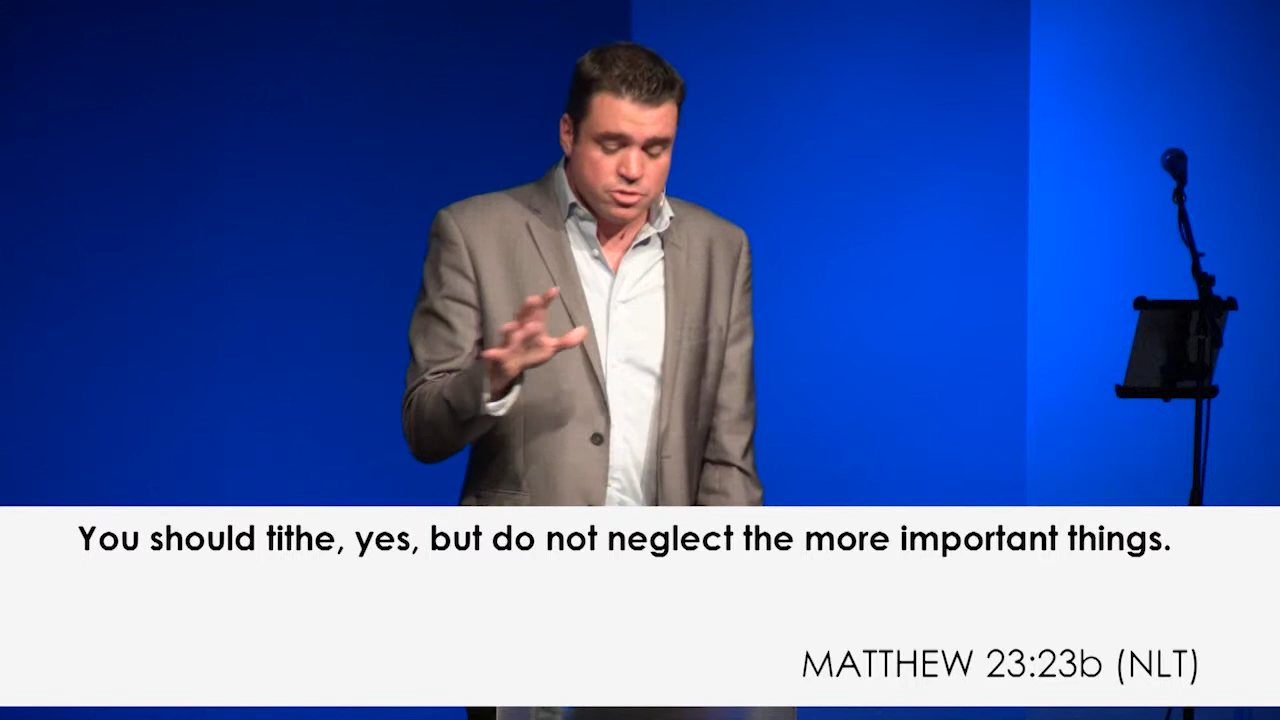 You should tithe, yes, but do not neglect the more important things.
MATTHEW 23:23b (NLT)